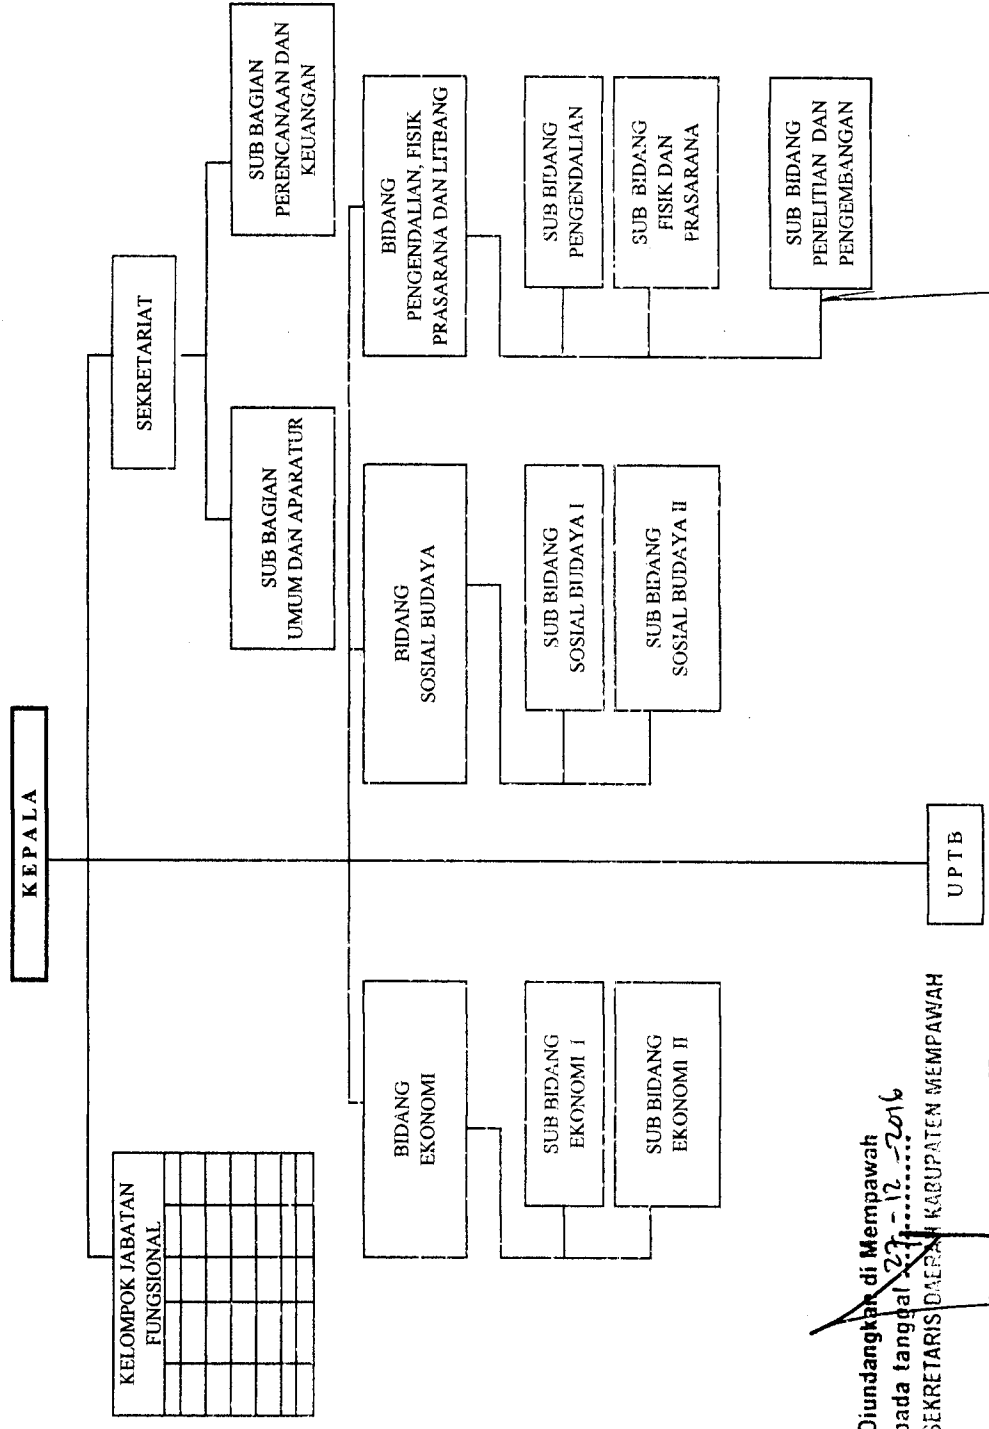 KEPALA
KELOMPOK JABATAN
FUNGSIONAL
SEKRETARIAT
SUB BAGIAN
UMUM DAN APARATUR
SUB BAGIAN
PERENCANAAN DAN
KEUANGAN
BIDANG
EKONOMI
BIDANG
SOSIAL BUDAYA
BIDANG
PENGENDALIAN, FISIK
PRASARANA DAN LITBANG
SUB BIDANG
EKONOMI I
SUB BIDANG
EKONOMI II
SUB BIDANG
SOSIAL BUDAYA I
SUB BIDANG
SOSIAL BUDAYA II
SUB BIDANG
PENGENDALIAN
SUB BIDANG
FISIK DAN
PRASARANA
SUB BIDANG
PENELITIAN DAN
PENGEMBANGAN
UPTB
Diundangkan di Mempawah
pada tanggal 27-12-2016
SEKRETARIS DAERAH KABUPATEN MEMPAWAH